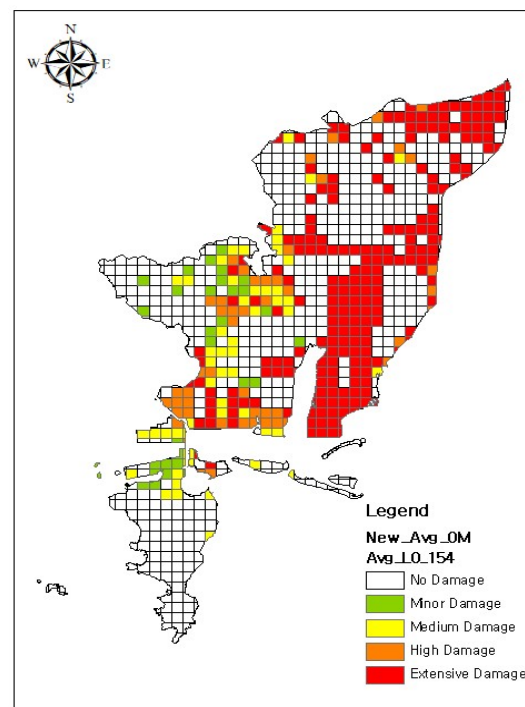 N
W E
S
Legend
New_Avg_0M
Avg_L0_154
No Damage
Minor Damage
Medium Damage
High Damage
Extensive Damage